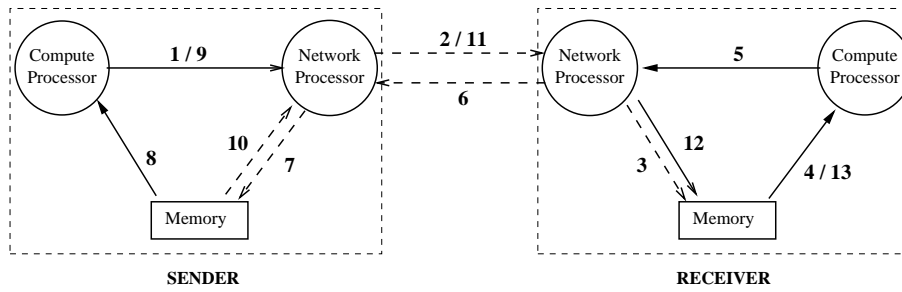 Compute
Processor
1 / 9
Network
Processor
2 / 11
6
Network
Processor
5
Compute
Processor
8
10
7
3
12
4 / 13
Memory
Memory
SENDER
RECEIVER